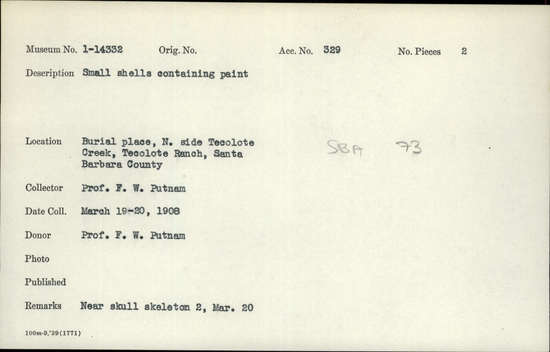 Museum No. 1-14332 Orig. No. Acc. No. 329 No. Pieces 2
Description Small shells containing paint
Location Burial place, N. side Tecolote
Creek, Tecolote Ranch, Santa
Barbara County
SBA 73
Collector Prof. F. W. Putnam
Date Coll. March 19-20, 1908
Donor Prof. F. W. Putnam
Photo
Published
Remarks Near skull skeleton 2, Mar. 20
100m-9,'39(1771)